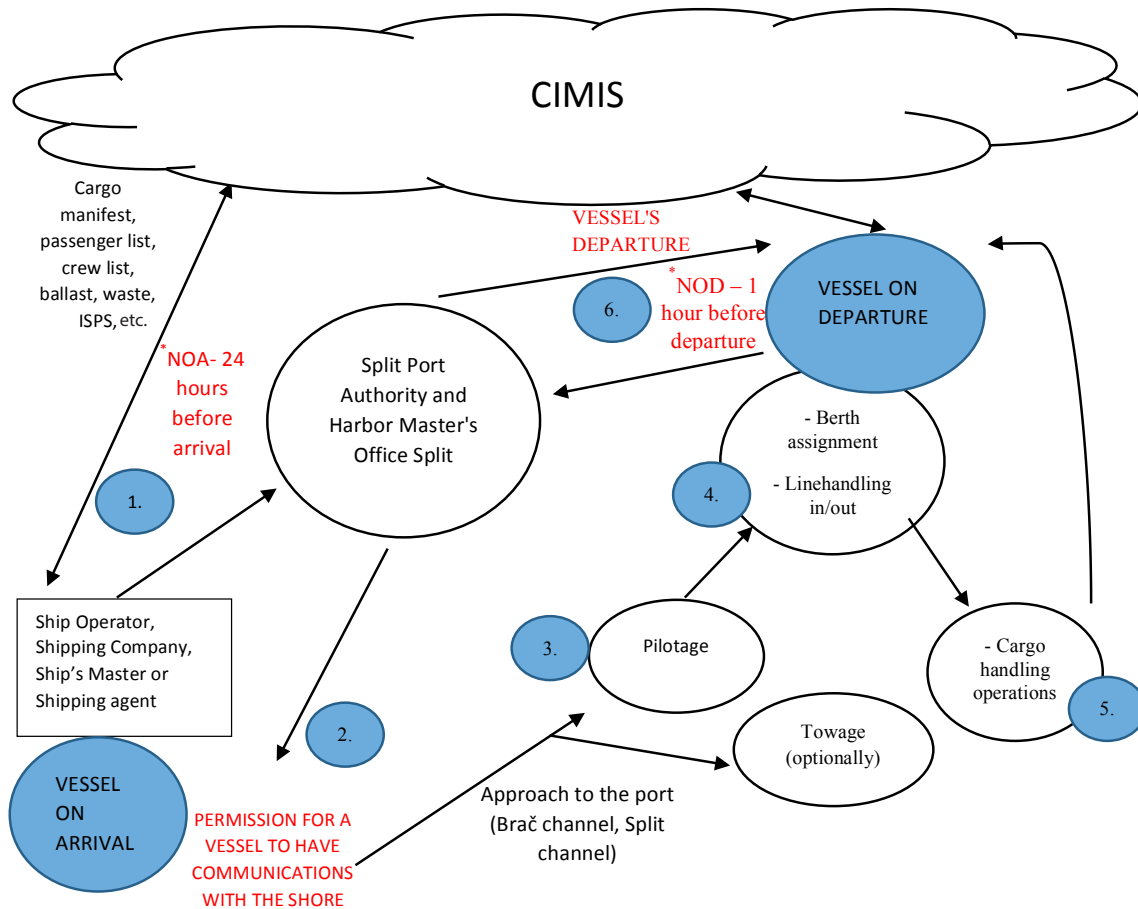 CIMIS
Cargo
manifest,
passenger list,
crew list,
ballast, waste,
ISPS, etc.
*NOA- 24
hours
before
arrival
1.
VESSEL'S
DEPARTURE
6.
*NOD – 1
hour before
departure
VESSEL ON
DEPARTURE
Split Port
Authority and
Harbor Master's
Office Split
- Berth
assignment
- Linehandling
in/out
4.
Ship Operator,
Shipping Company,
Ship’s Master or
Shipping agent
3.
Pilotage
- Cargo
handling
operations
5.
2.
Towage
(optionally)
VESSEL
ON
ARRIVAL
PERMISSION FOR A
VESSEL TO HAVE
COMMUNICATIONS
WITH THE SHORE
Approach to the port
(Brač channel, Split
channel)